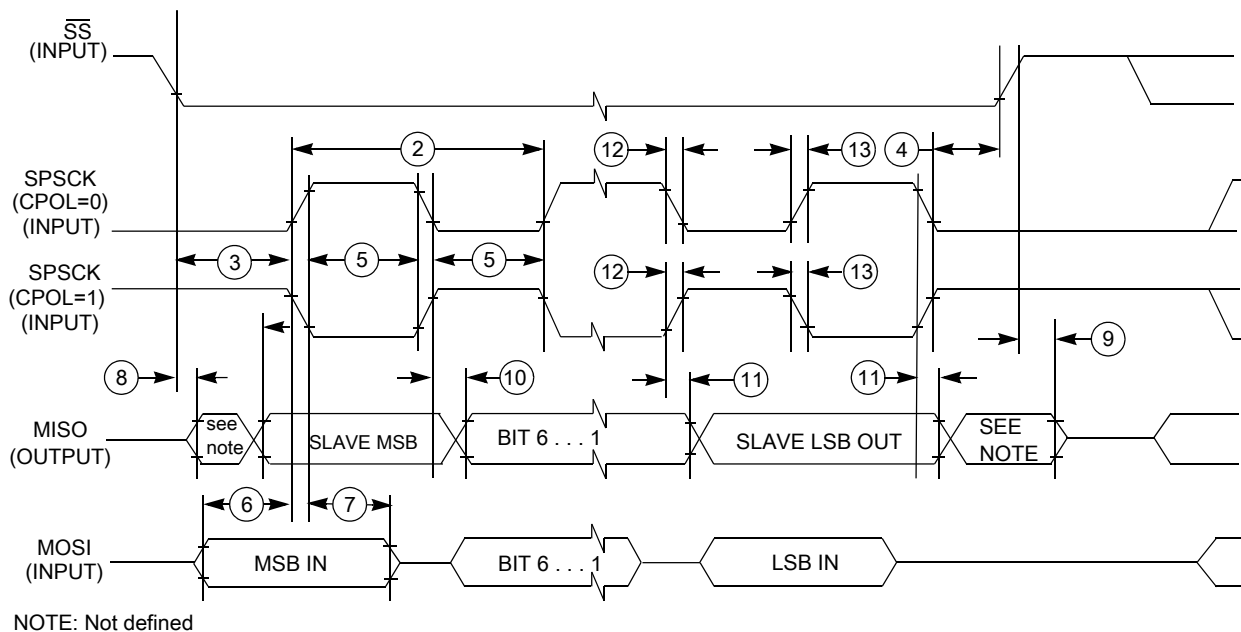 SS
(INPUT)
2
12
13
4
SPSCK
(CPOL=0)
(INPUT)
3
5
5
12
13
SPSCK
(CPOL=1)
(INPUT)
8
10
11
11
9
MISO
(OUTPUT)
see
note
SLAVE MSB
BIT 6 . . . 1
SLAVE LSB OUT
SEE
NOTE
6
7
MOSI
(INPUT)
MSB IN
BIT 6 . . . 1
LSB IN
NOTE: Not defined